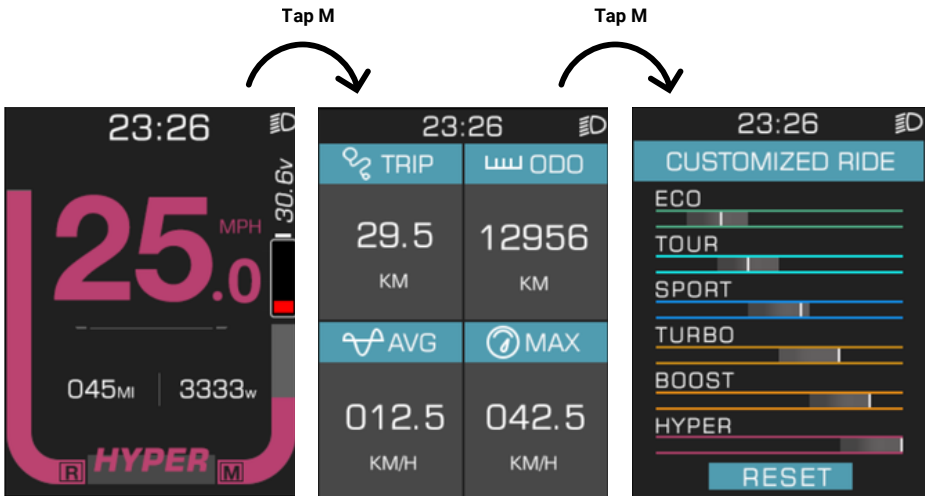 Tap M
Tap M
23:26
30.6v
25.0
MPH
045MI
3333w
R
HYPER
M
23:26
TRIP
ODO
29.5
KM
12956
KM
AVG
MAX
012.5
KM/H
042.5
KM/H
23:26
CUSTOMIZED RIDE
ECO
TOUR
SPORT
TURBO
BOOST
HYPER
RESET